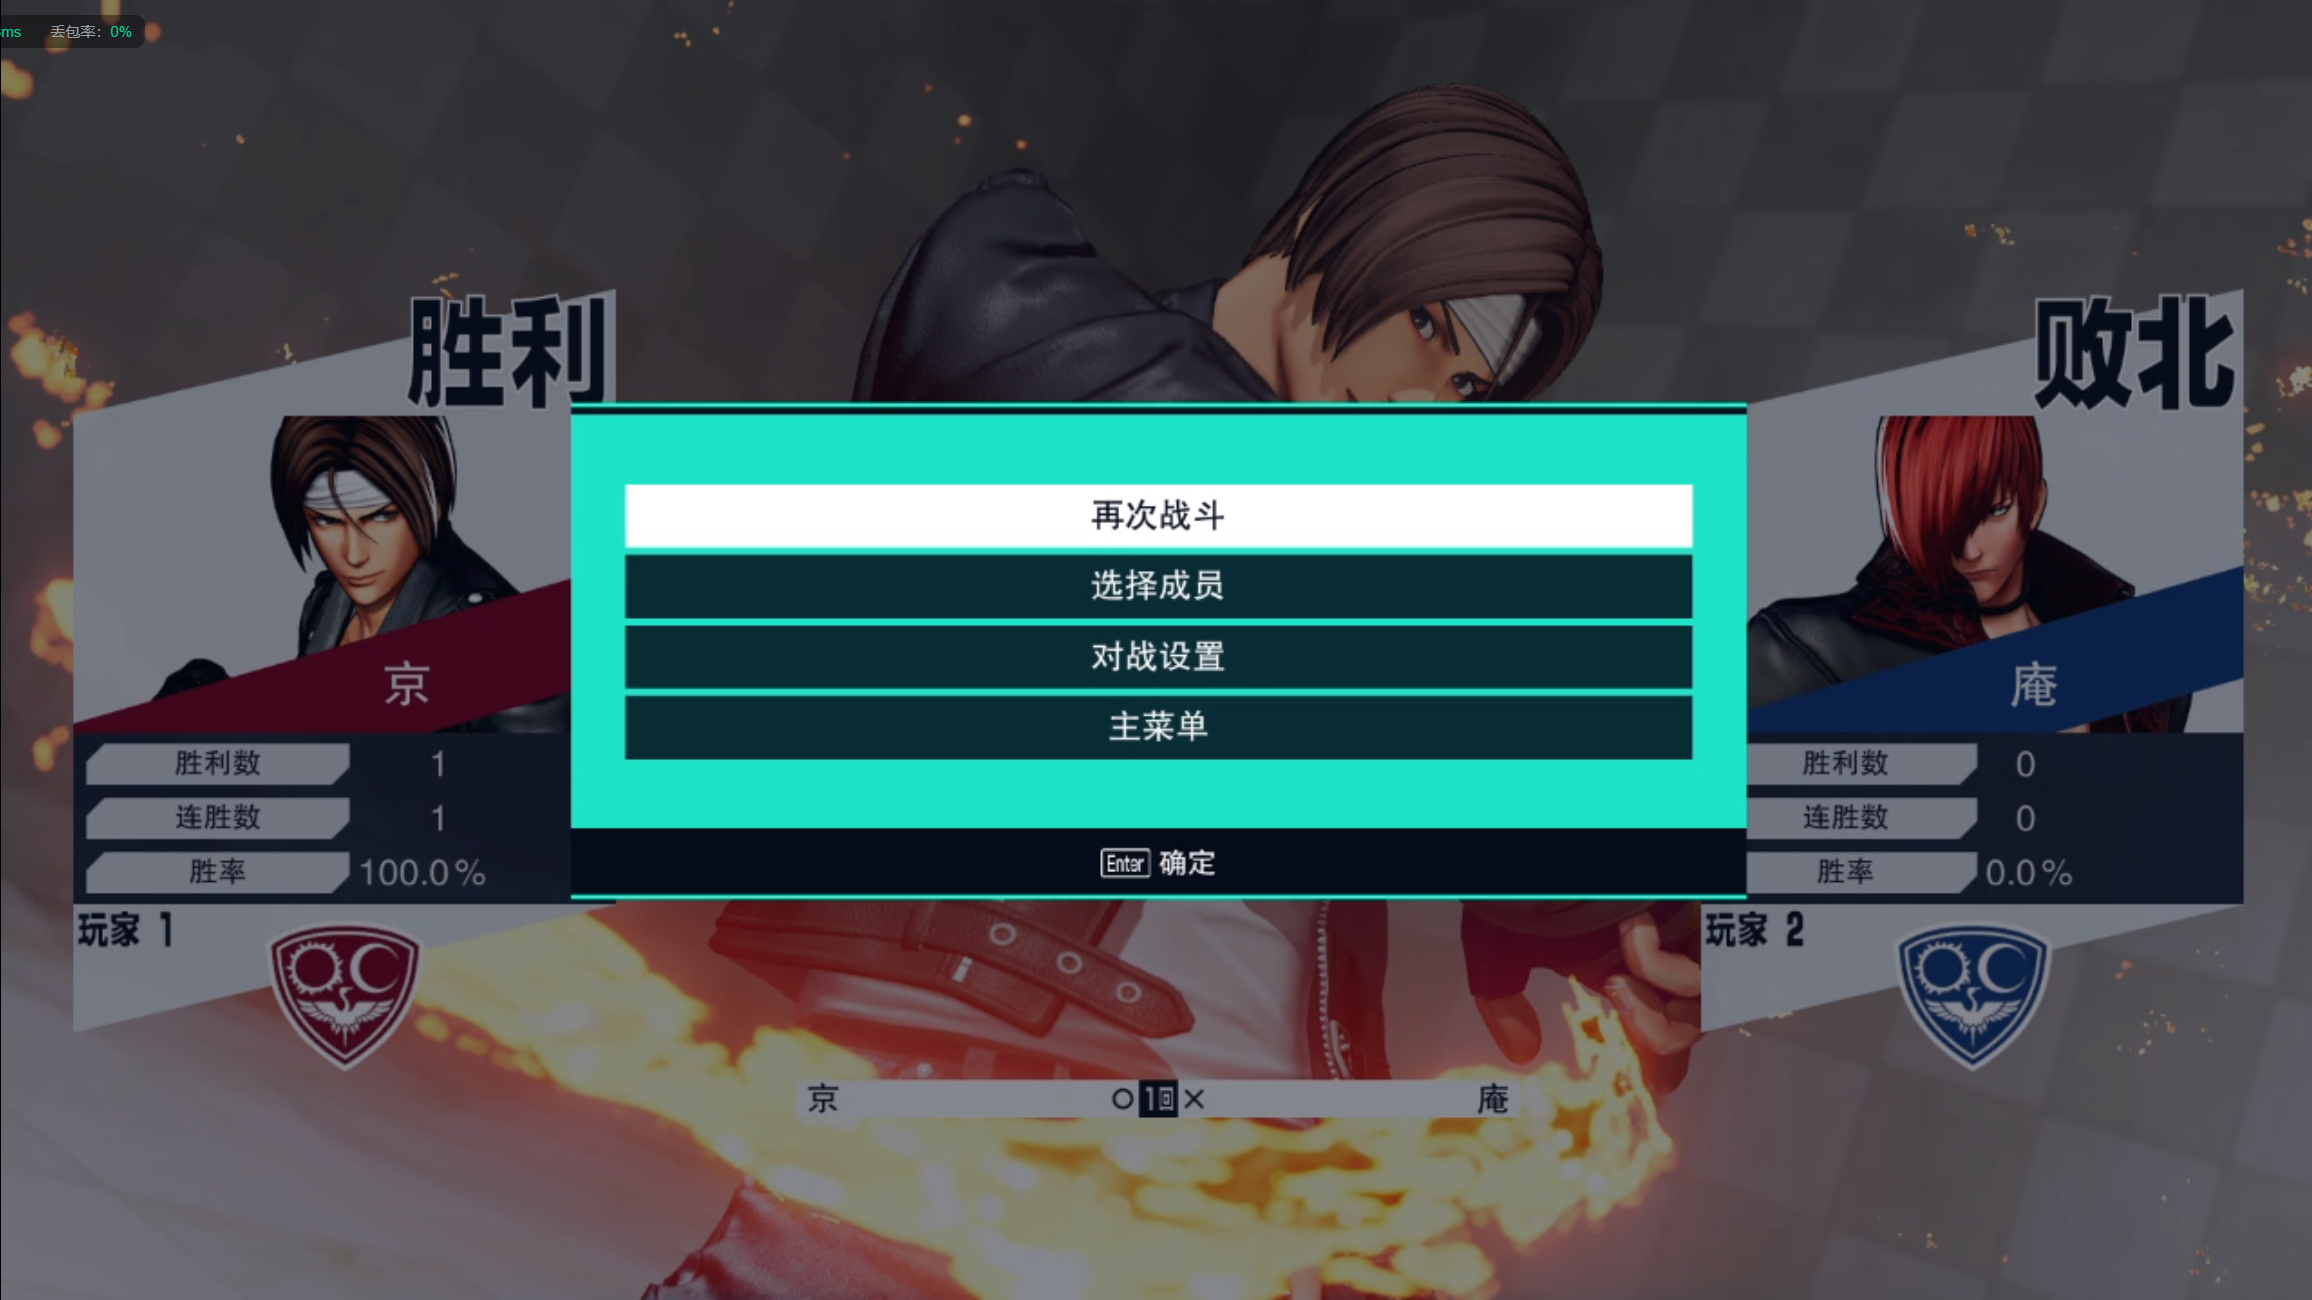 丢包率：0%
胜利
败北
再次战斗
选择成员
对战设置
主菜单
Enter 确定
京
胜利数 1
连胜数 1
胜率 100.0%
玩家 1
庵
胜利数 0
连胜数 0
胜率 0.0%
玩家 2
京 ○1回× 庵